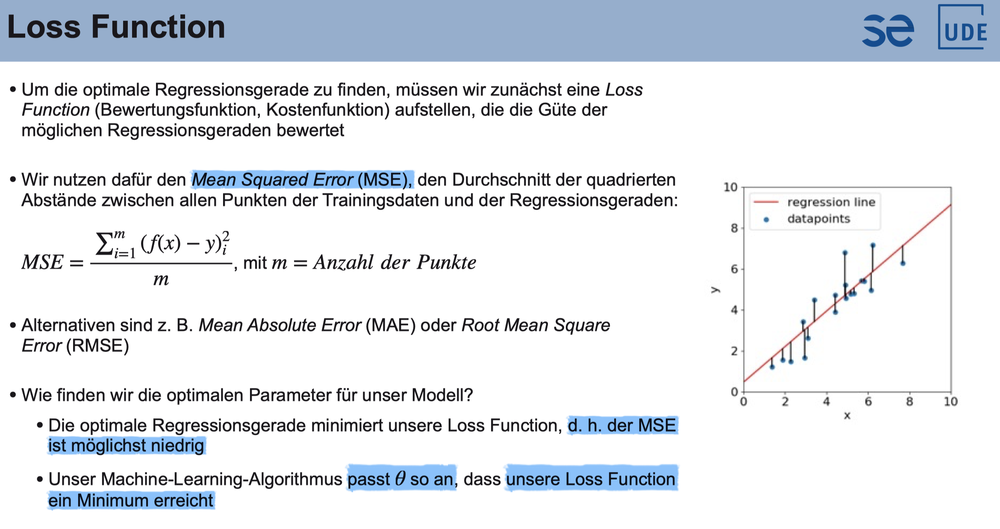 Loss Function
se
UDE
• Um die optimale Regressionsgerade zu finden, müssen wir zunächst eine Loss
Function (Bewertungsfunktion, Kostenfunktion) aufstellen, die die Güte der
möglichen Regressionsgeraden bewertet
• Wir nutzen dafür den Mean Squared Error (MSE), den Durchschnitt der quadrierten
Abstände zwischen allen Punkten der Trainingsdaten und der Regressionsgeraden:
MSE = \frac{\sum_{i=1}^{m} (f(x) − y)_i^2}{m}, mit m = Anzahl der Punkte
• Alternativen sind z. B. Mean Absolute Error (MAE) oder Root Mean Square
Error (RMSE)
• Wie finden wir die optimalen Parameter für unser Modell?
• Die optimale Regressionsgerade minimiert unsere Loss Function, d. h. der MSE
ist möglichst niedrig
• Unser Machine-Learning-Algorithmus passt θ so an, dass unsere Loss Function
ein Minimum erreicht
regression line
datapoints
10
8
6
4
2
0
y
0 2 4 6 8 10
x